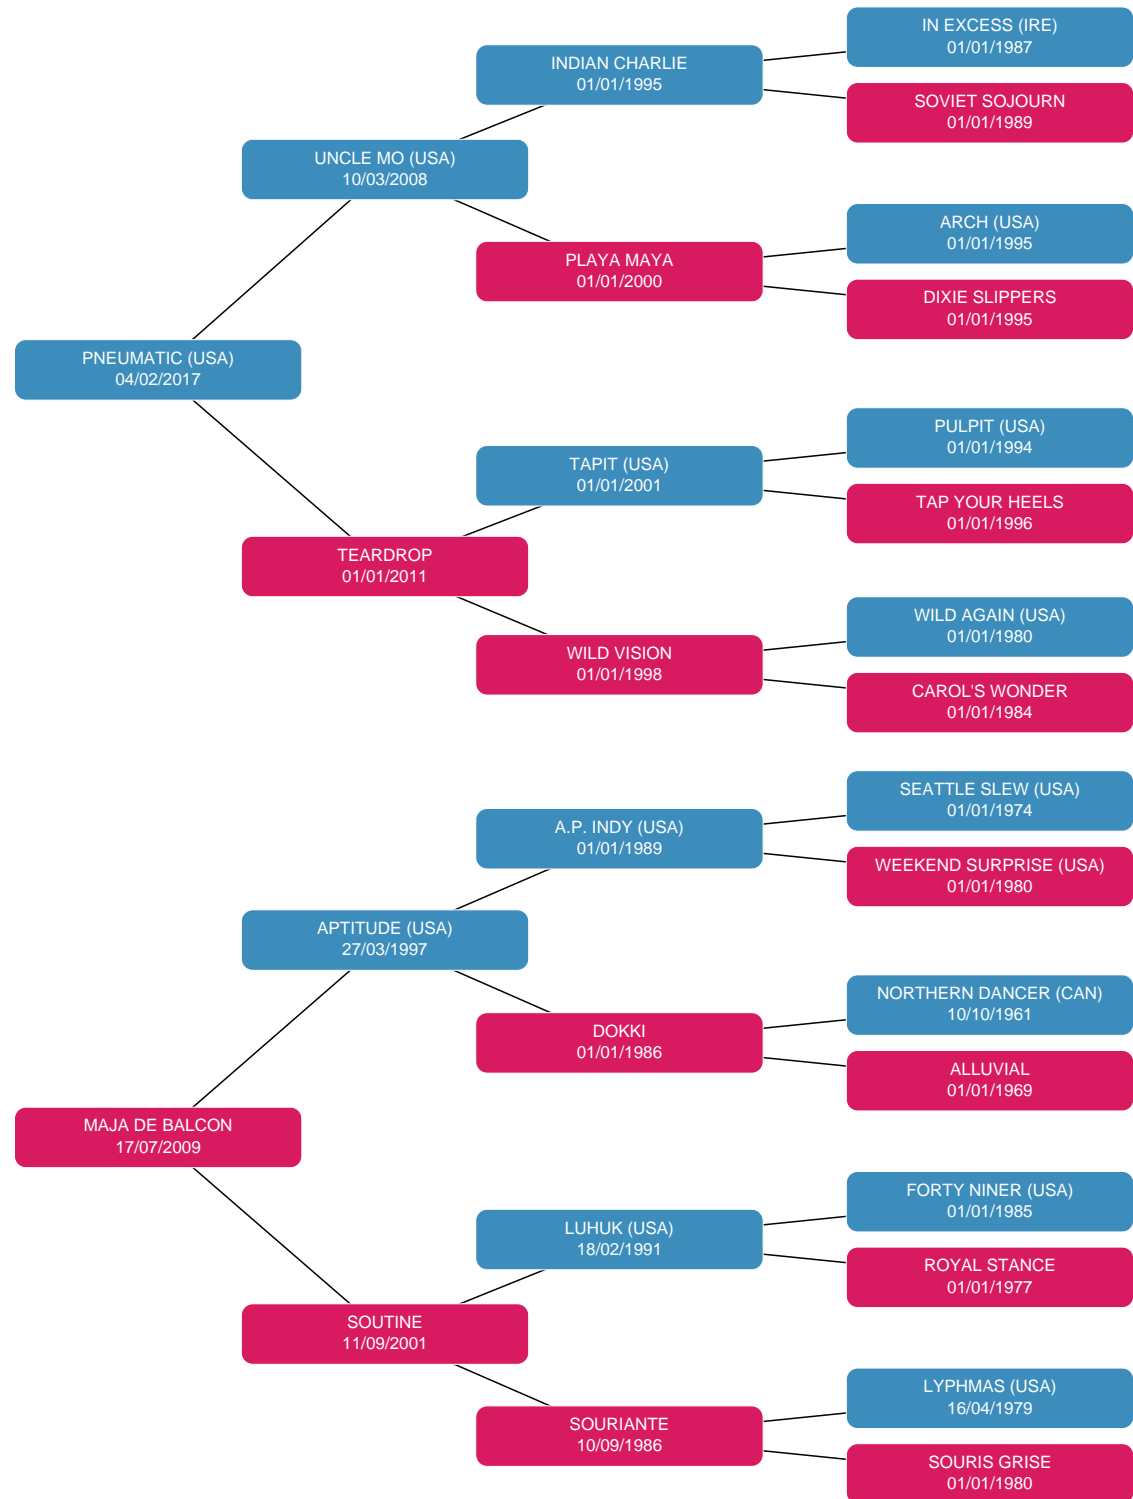 IN EXCESS (IRE)
01/01/1987
INDIAN CHARLIE
01/01/1995
SOVIET SOJOURN
01/01/1989
UNCLE MO (USA)
10/03/2008
ARCH (USA)
01/01/1995
PLAYA MAYA
01/01/2000
DIXIE SLIPPERS
01/01/1995
PNEUMATIC (USA)
04/02/2017
PULPIT (USA)
01/01/1994
TAPIT (USA)
01/01/2001
TAP YOUR HEELS
01/01/1996
TEARDROP
01/01/2011
WILD AGAIN (USA)
01/01/1980
WILD VISION
01/01/1998
CAROL'S WONDER
01/01/1984
SEATTLE SLEW (USA)
01/01/1974
A.P. INDY (USA)
01/01/1989
WEEKEND SURPRISE (USA)
01/01/1980
APTITUDE (USA)
27/03/1997
NORTHERN DANCER (CAN)
10/10/1961
DOKKI
01/01/1986
ALLUVIAL
01/01/1969
MAJA DE BALCON
17/07/2009
FORTY NINER (USA)
01/01/1985
LUHUK (USA)
18/02/1991
ROYAL STANCE
01/01/1977
SOUTINE
11/09/2001
LYPHMAS (USA)
16/04/1979
SOURIANTE
10/09/1986
SOURIS GRISE
01/01/1980